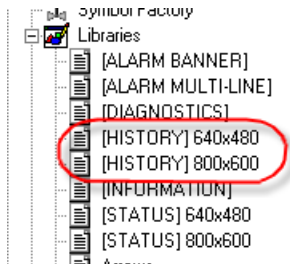 Symbol Factory
Libraries
[ALARM BANNER]
[ALARM MULTI-LINE]
[DIAGNOSTICS]
[HISTORY] 640x480
[HISTORY] 800x600
[INFORMATION]
[STATUS] 640x480
[STATUS] 800x600
Arrows